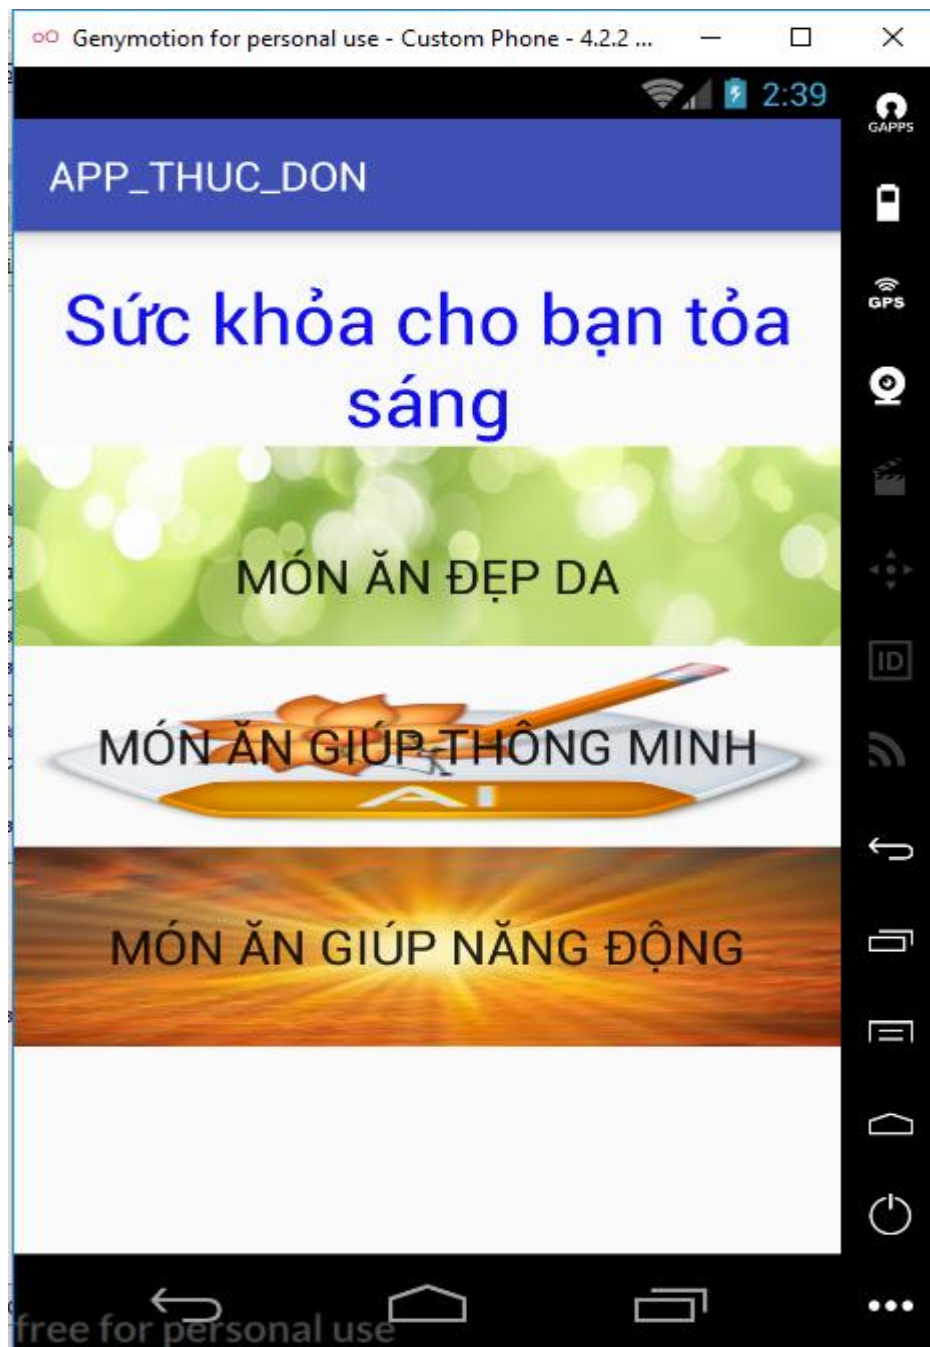 Genymotion for personal use - Custom Phone - 4.2.2 ...
2:39
GAPPS
APP_THUC_DON
GPS
Sức khỏa cho bạn tỏa
sáng
MÓN ĂN ĐẸP DA
ID
MÓN ĂN GIÚP THÔNG MINH
AI
MÓN ĂN GIÚP NĂNG ĐỘNG
free for personal use